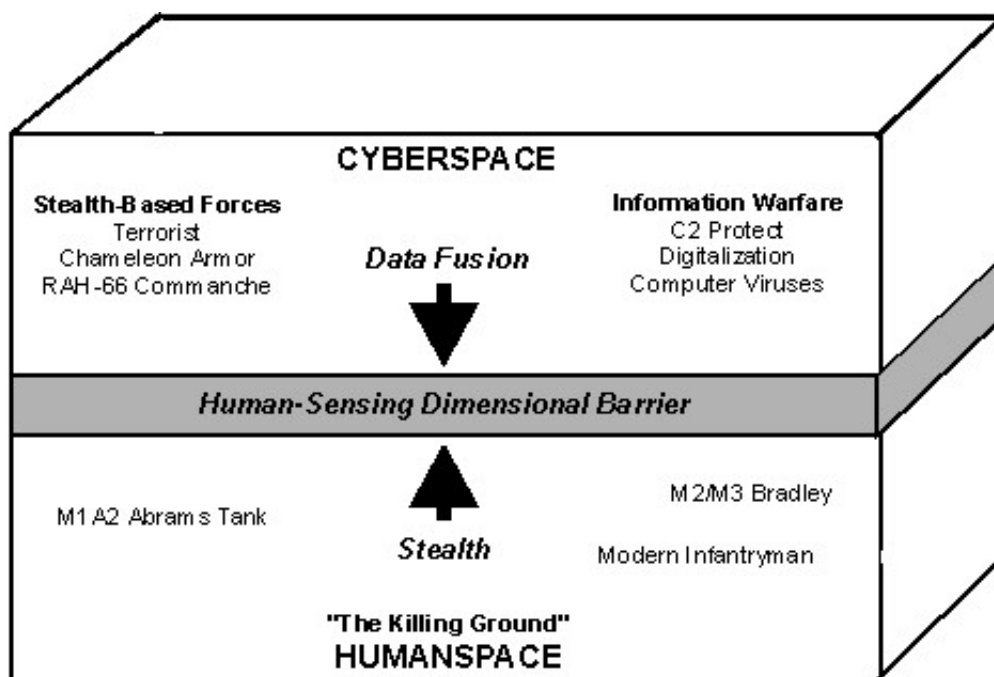 CYBERSPACE
Stealth-Based Forces
Terrorist
Chameleon Armor
RAH-66 Commanche
Data Fusion
Information Warfare
C2 Protect
Digitalization
Computer Viruses
Human-Sensing Dimensional Barrier
M1A2 Abrams Tank
Stealth
M2/M3 Bradley
Modern Infantryman
"The Killing Ground"
HUMANSPACE